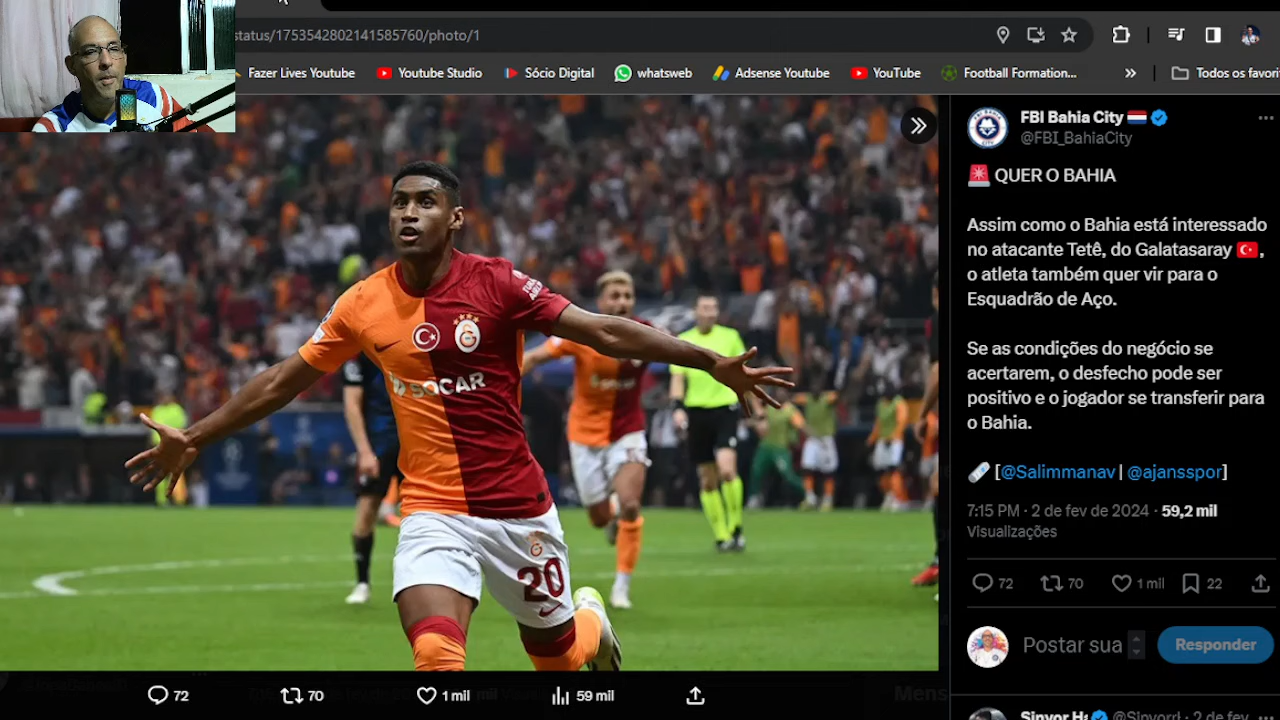 status/1753542802141585760/photo/1
Fazer Lives Youtube
Youtube Studio
Sócio Digital
whatsweb
Adsense Youtube
YouTube
Football Formation...
Todos os favori
FBI Bahia City
@FBI_BahiaCity
QUER O BAHIA
Assim como o Bahia está interessado
no atacante Tetê, do Galatasaray 🇹🇷,
o atleta também quer vir para o
Esquadrão de Aço.
Se as condições do negócio se
acertarem, o desfecho pode ser
positivo e o jogador se transferir para
o Bahia.
[@Salimmanav | @ajansspor]
7:15 PM · 2 de fev de 2024 · 59,2 mil
Visualizações
72 70 1 mil 22
Postar sua
Responder
SOCAR
20
72 70 1 mil 59 mil
Mens
2 de fev